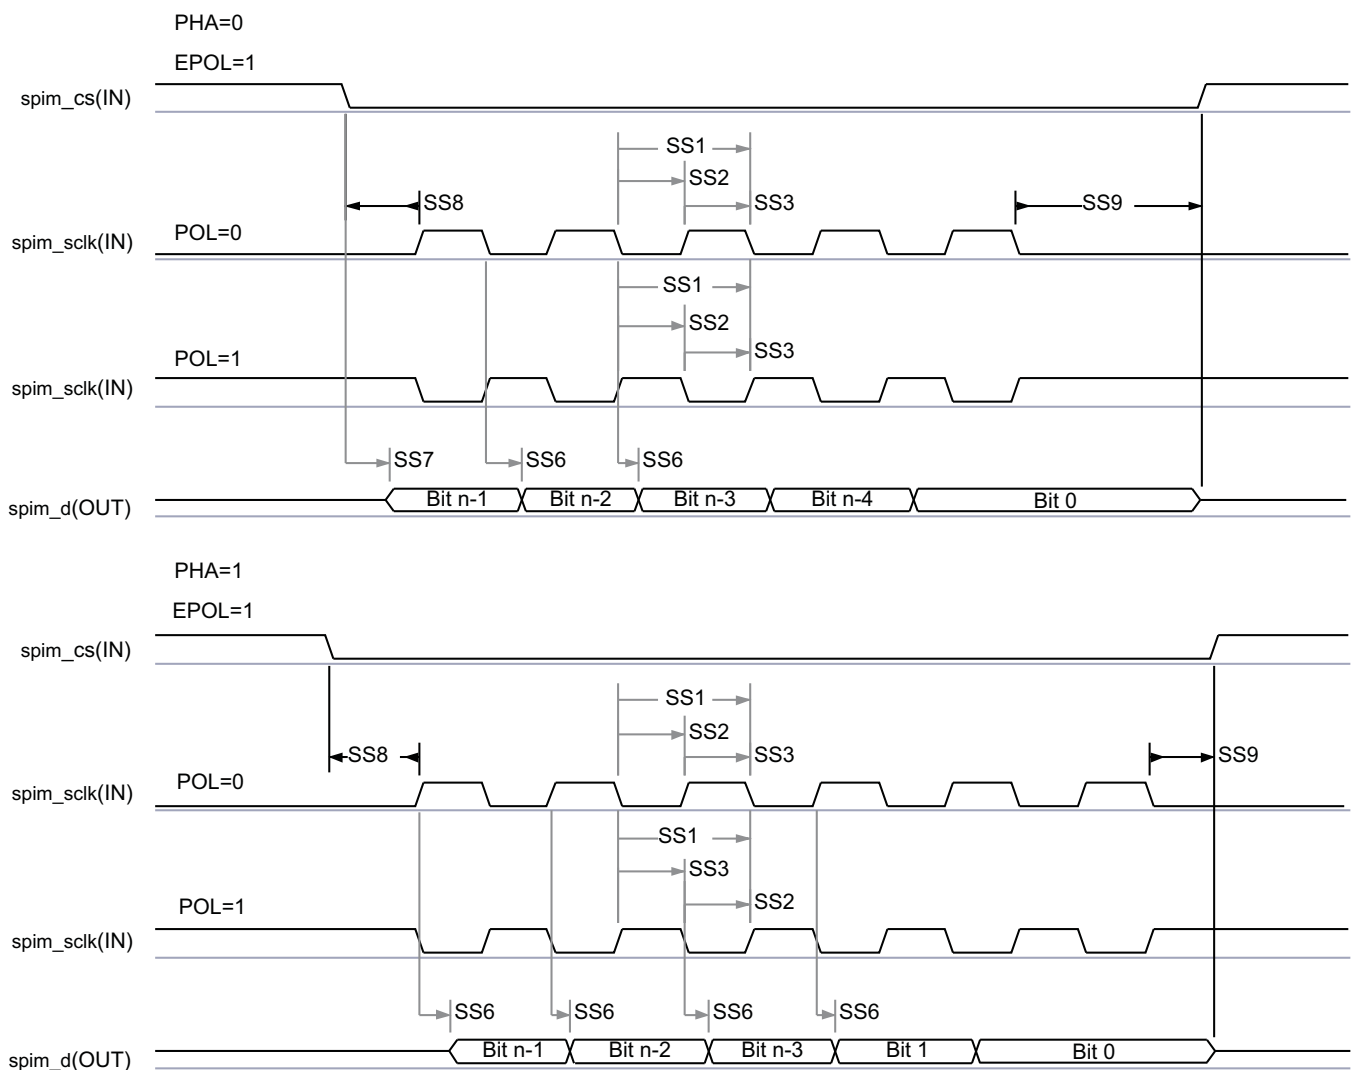 PHA=0
EPOL=1
spim_cs(IN)
SS1
SS2
SS8
SS3
SS9
POL=0
spim_sclk(IN)
SS1
SS2
SS3
POL=1
spim_sclk(IN)
SS7
SS6
SS6
Bit n-1
Bit n-2
Bit n-3
Bit n-4
Bit 0
spim_d(OUT)
PHA=1
EPOL=1
spim_cs(IN)
SS1
SS2
SS8
SS3
SS9
POL=0
spim_sclk(IN)
SS1
SS3
SS2
POL=1
spim_sclk(IN)
SS6
SS6
SS6
SS6
Bit n-1
Bit n-2
Bit n-3
Bit 1
Bit 0
spim_d(OUT)